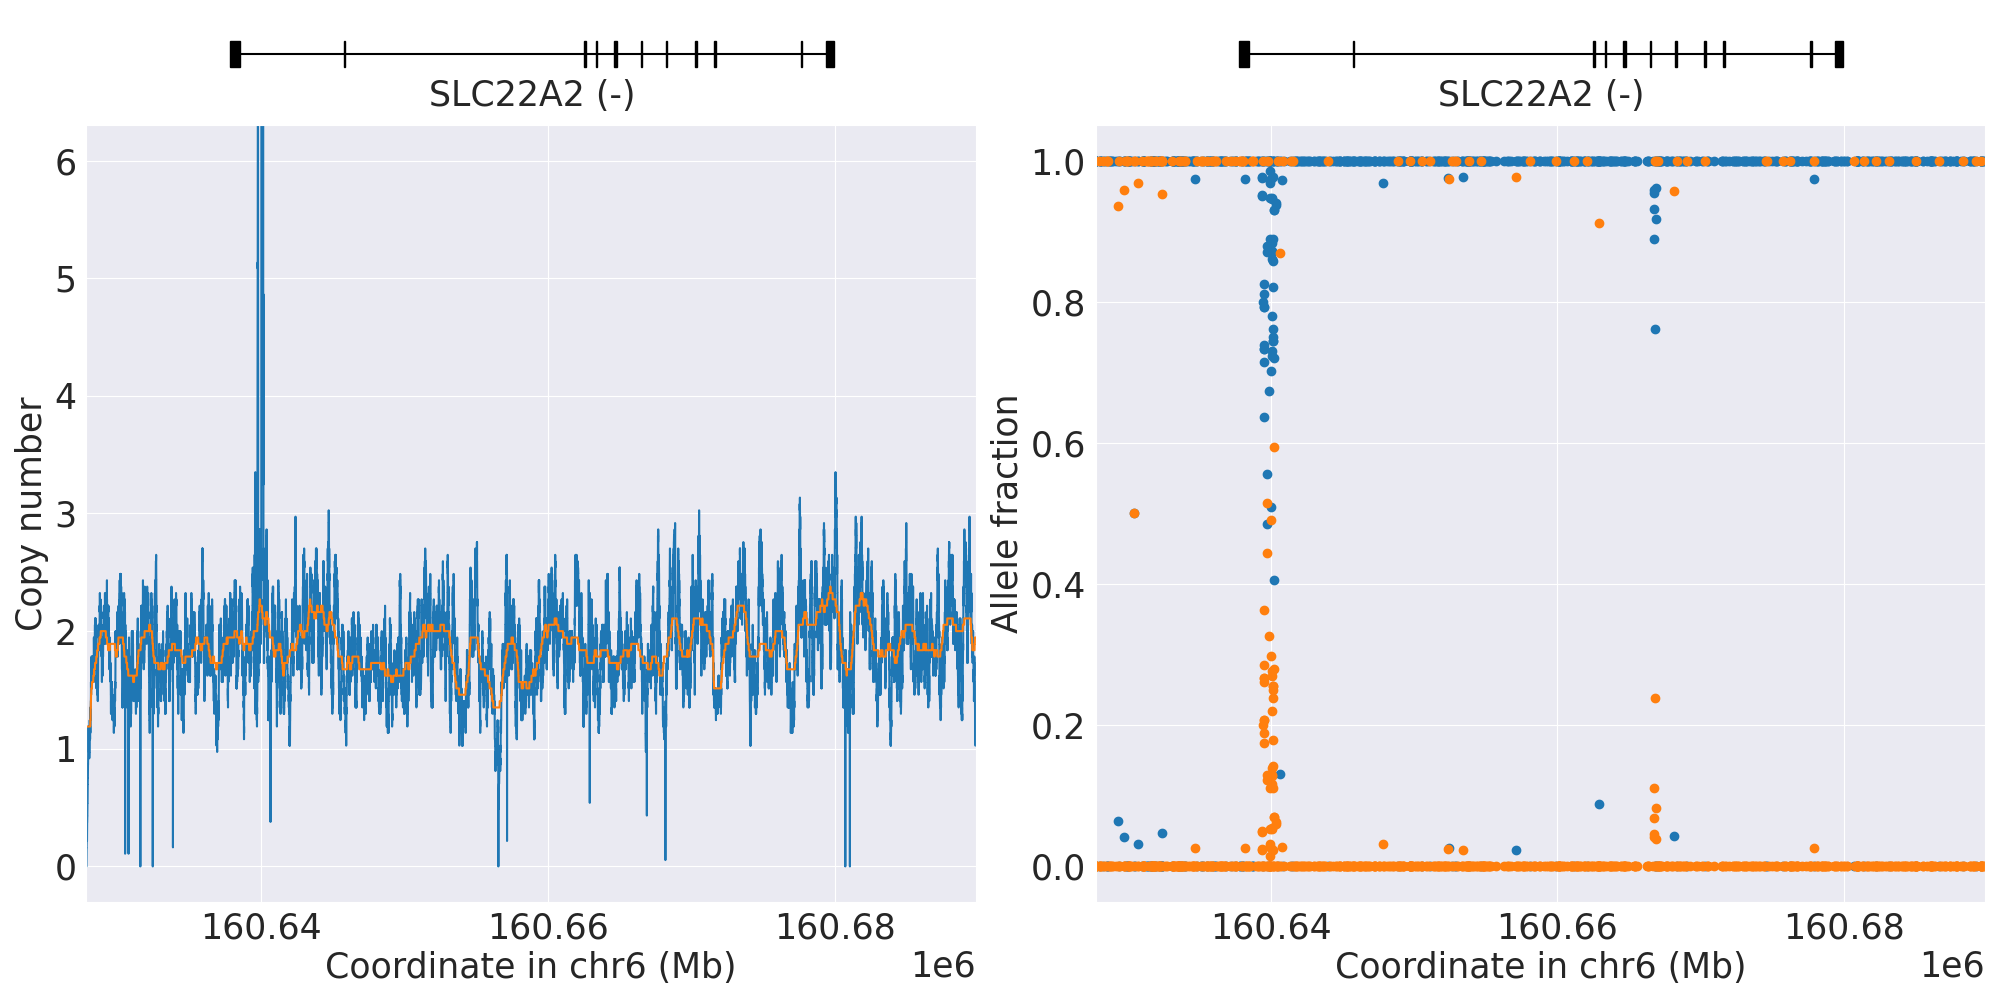 SLC22A2 (-)
6
5
4
3
2
1
0
Copy number
160.64
160.66
160.68
Coordinate in chr6 (Mb)
1e6
SLC22A2 (-)
1.0
0.8
0.6
0.4
0.2
0.0
Allele fraction
160.64
160.66
160.68
Coordinate in chr6 (Mb)
1e6